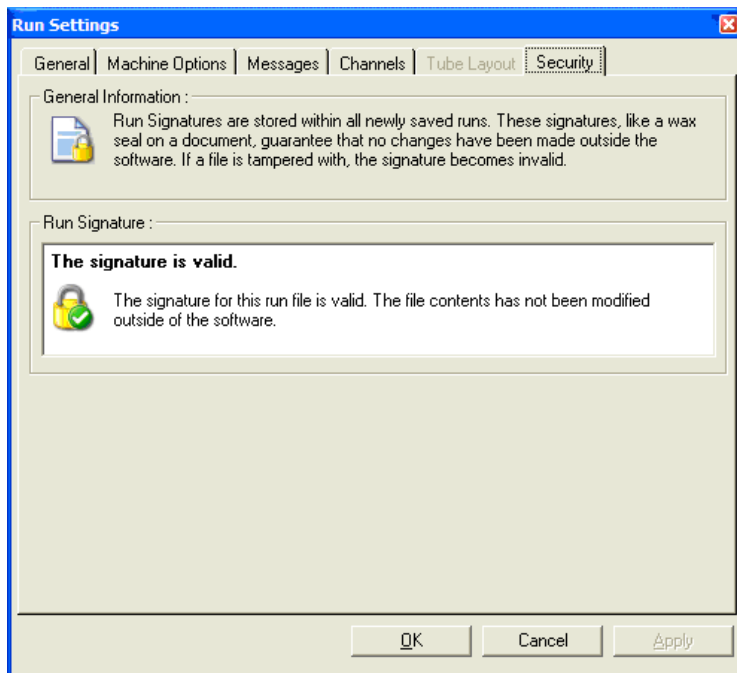 Run Settings
General Machine Options Messages Channels Tube Layout Security
General Information :
Run Signatures are stored within all newly saved runs. These signatures, like a wax
seal on a document, guarantee that no changes have been made outside the
software. If a file is tampered with, the signature becomes invalid.
Run Signature :
The signature is valid.
The signature for this run file is valid. The file contents has not been modified
outside of the software.
OK Cancel Apply